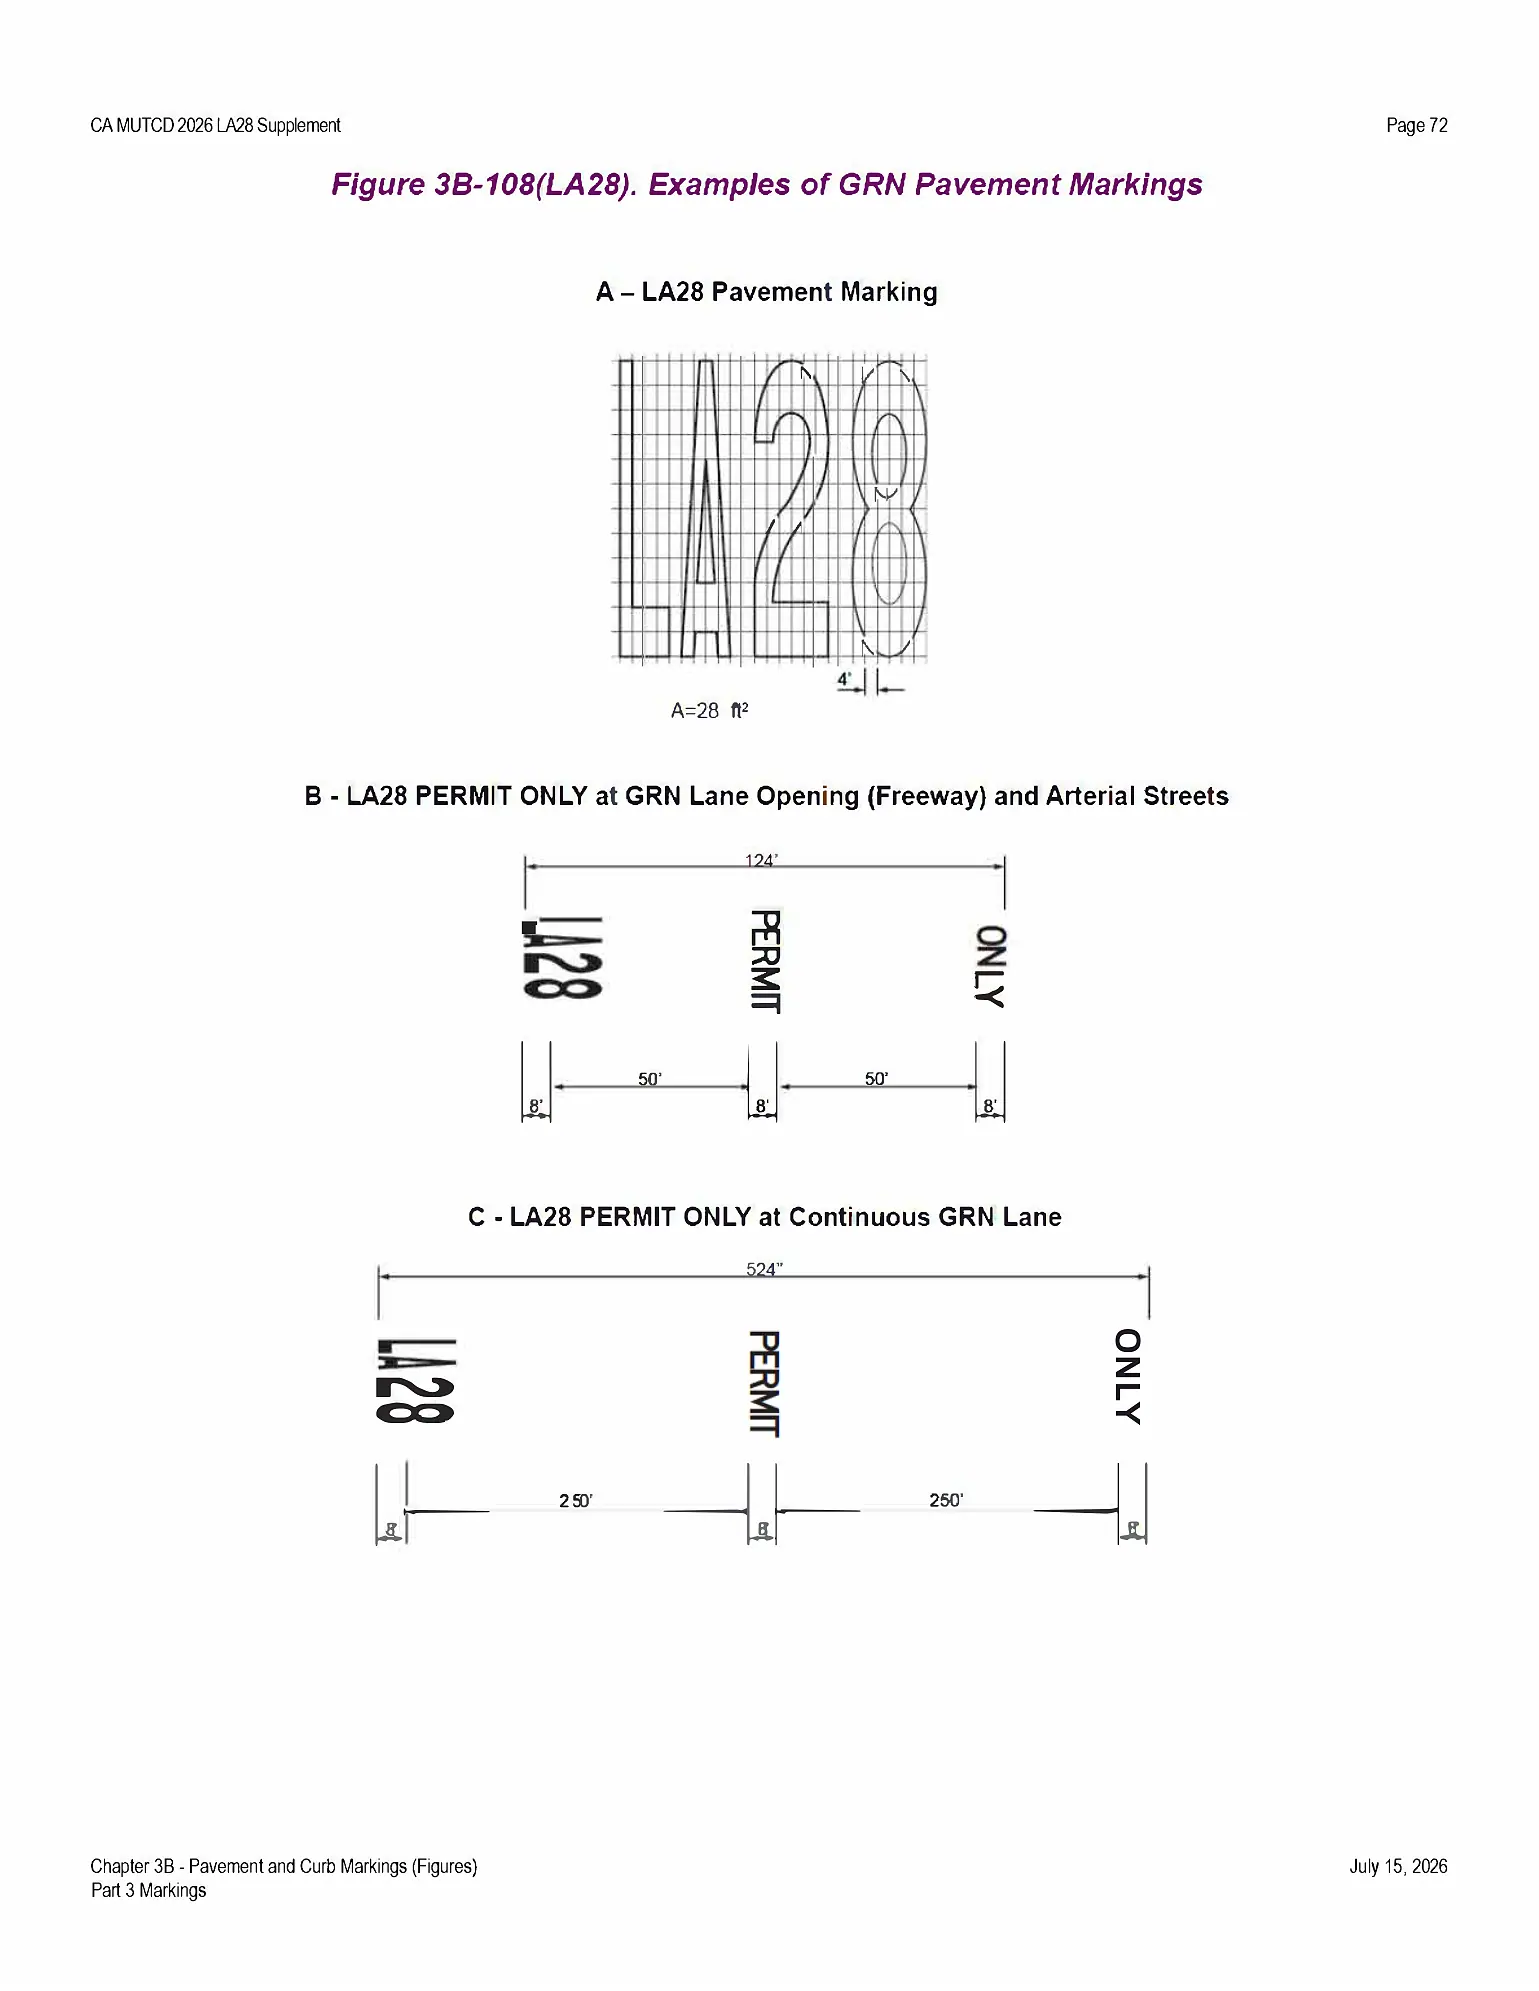 CA MUTCD 2026 LA28 Supplement
Page 72
Figure 3B-108(LA28). Examples of GRN Pavement Markings
A – LA28 Pavement Marking
LA28
4'
A=28 ft²
B - LA28 PERMIT ONLY at GRN Lane Opening (Freeway) and Arterial Streets
124'
LA28
PERMIT
ONLY
50'
50'
8'
8'
8'
C - LA28 PERMIT ONLY at Continuous GRN Lane
524"
LA28
PERMIT
ONLY
250'
250'
Chapter 3B - Pavement and Curb Markings (Figures)
July 15, 2026
Part 3 Markings